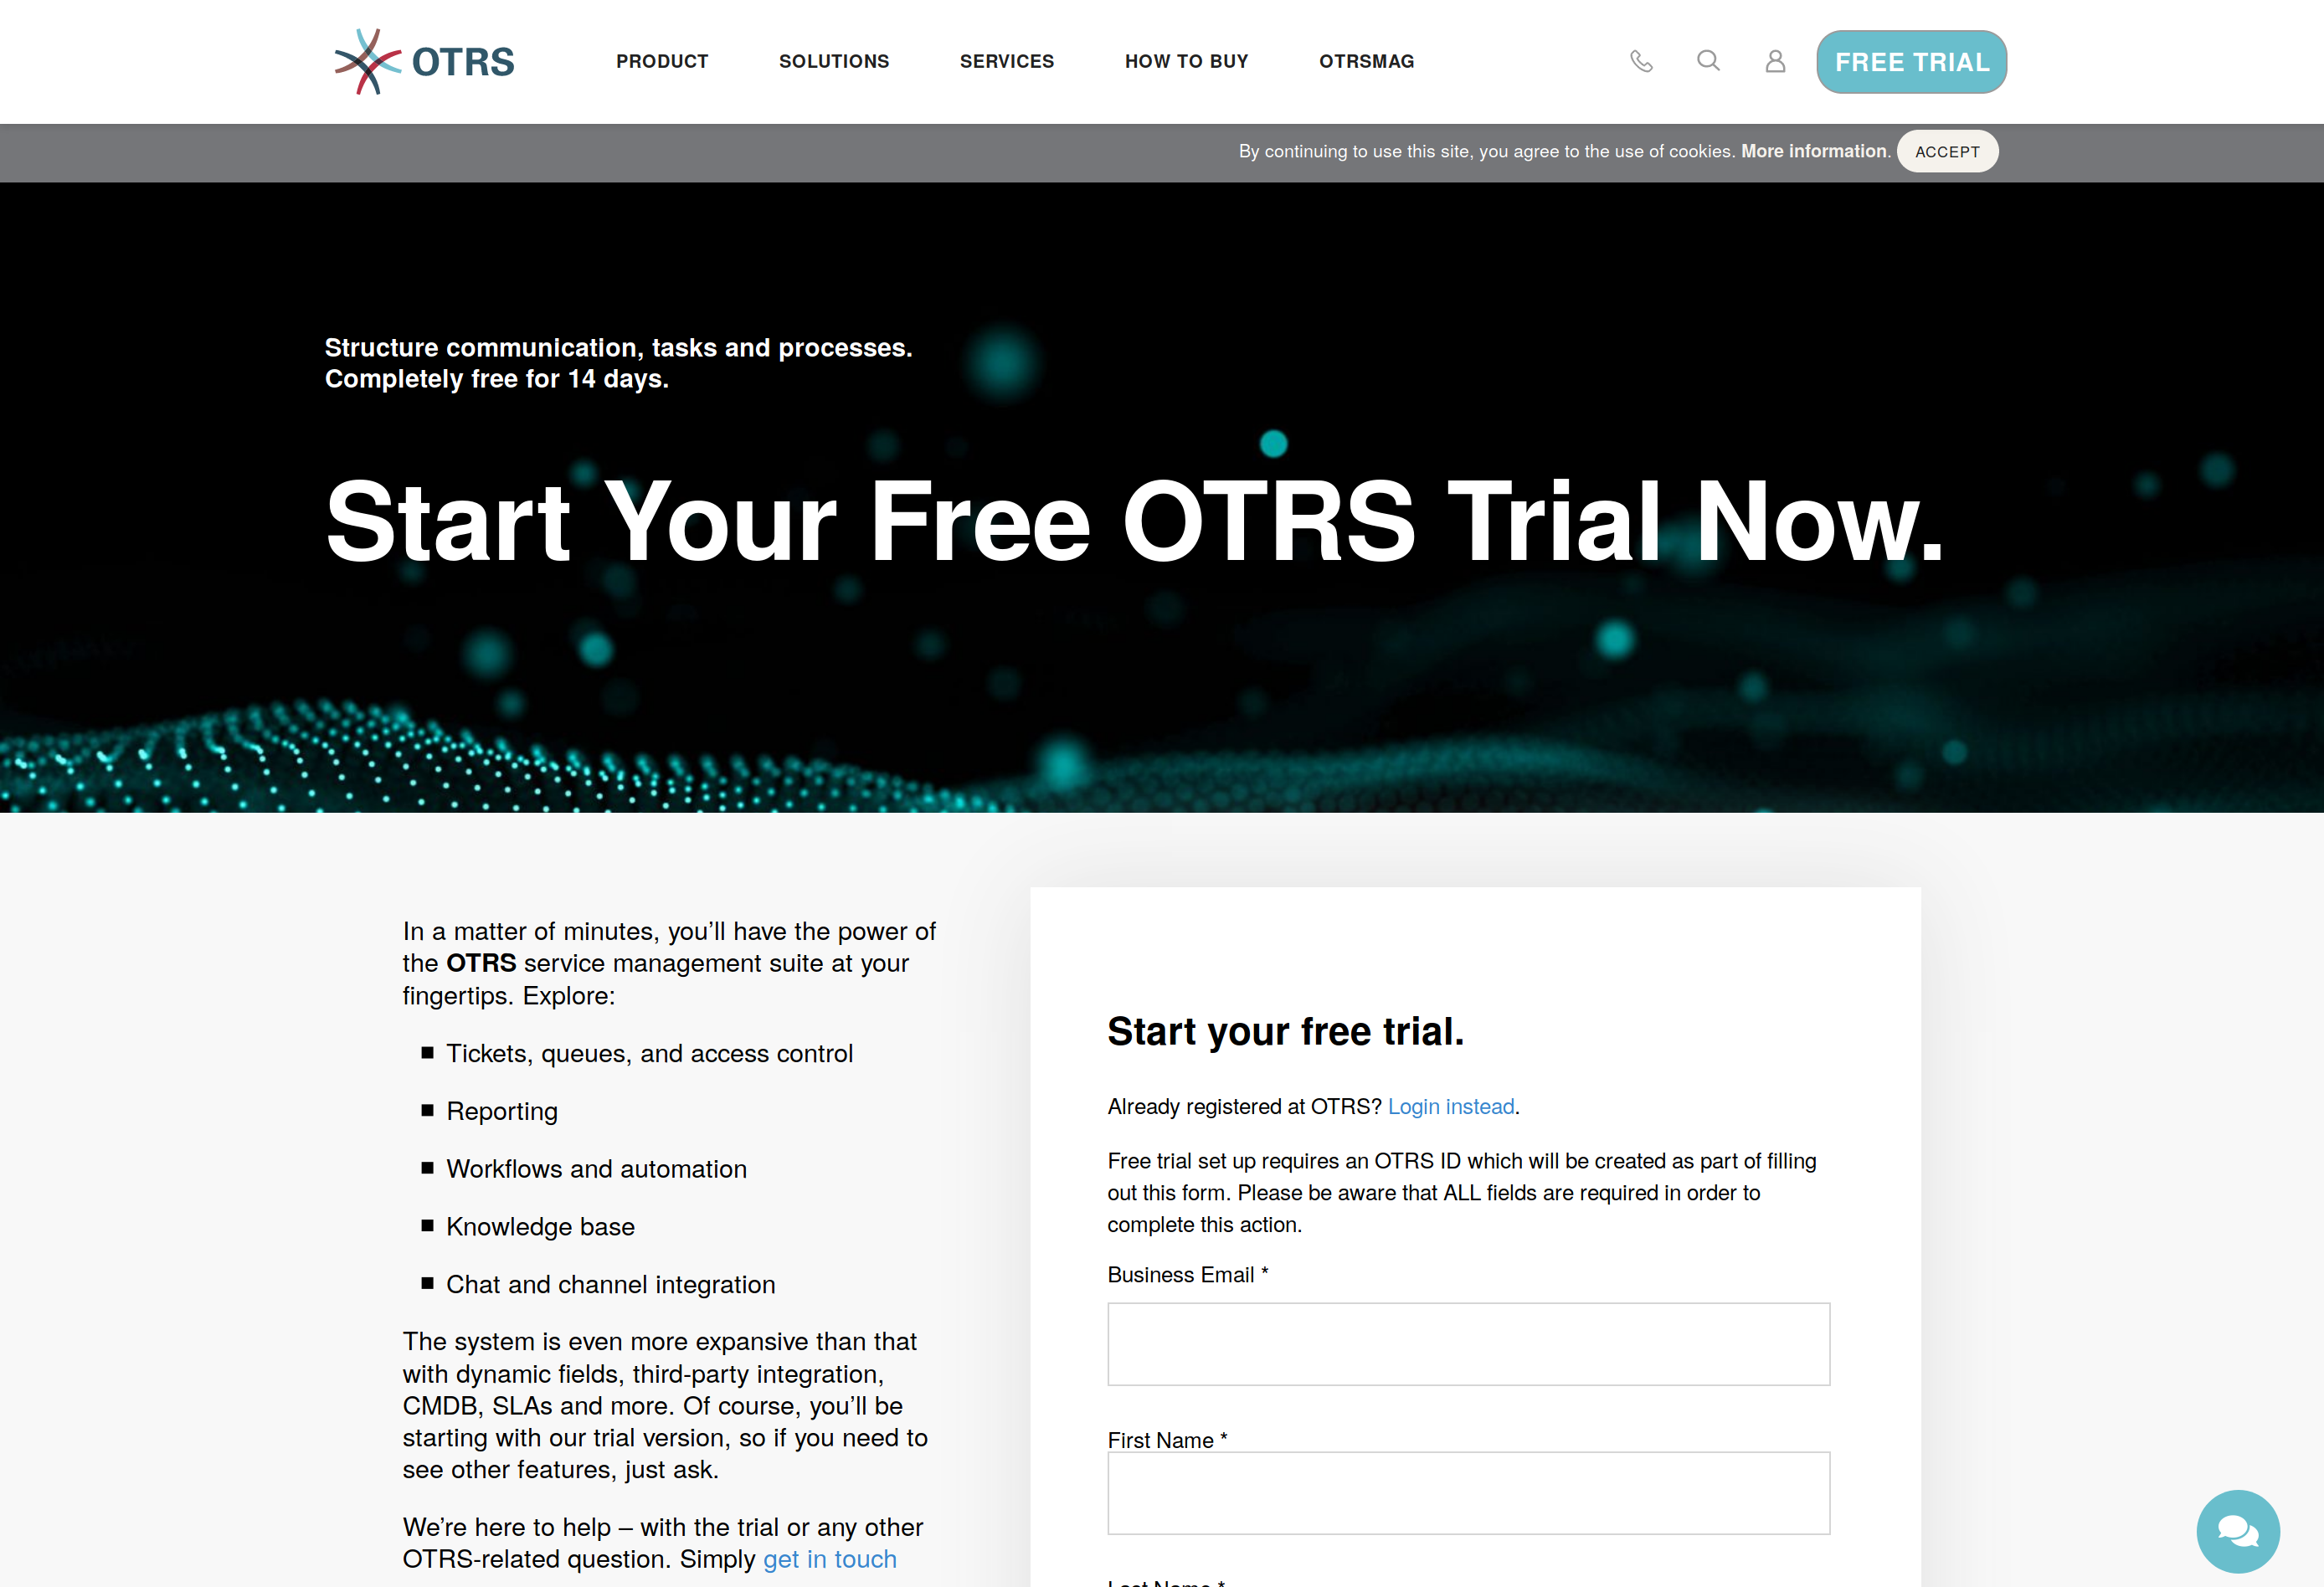 OTRS
PRODUCT SOLUTIONS SERVICES HOW TO BUY OTRSMAG FREE TRIAL
By continuing to use this site, you agree to the use of cookies. More information. ACCEPT
Structure communication, tasks and processes.
Completely free for 14 days.
Start Your Free OTRS Trial Now.
In a matter of minutes, you’ll have the power of
the OTRS service management suite at your
fingertips. Explore:
Tickets, queues, and access control
Reporting
Workflows and automation
Knowledge base
Chat and channel integration
The system is even more expansive than that
with dynamic fields, third-party integration,
CMDB, SLAs and more. Of course, you’ll be
starting with our trial version, so if you need to
see other features, just ask.
We’re here to help – with the trial or any other
OTRS-related question. Simply get in touch
Start your free trial.
Already registered at OTRS? Login instead.
Free trial set up requires an OTRS ID which will be created as part of filling
out this form. Please be aware that ALL fields are required in order to
complete this action.
Business Email *
First Name *
Last Name *